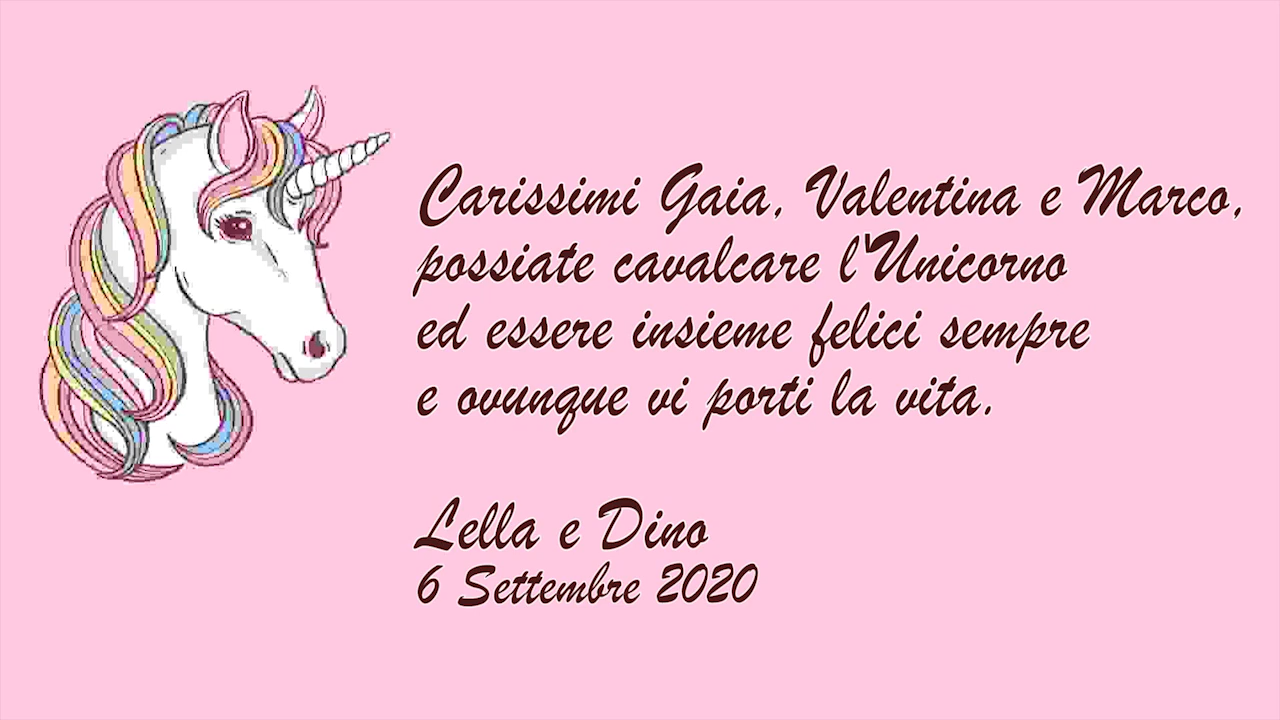 Carissimi Gaia, Valentina e Marco,
possiate cavalcare l'Unicorno
ed essere insieme felici sempre
e ovunque vi porti la vita.
Lella e Dino
6 Settembre 2020